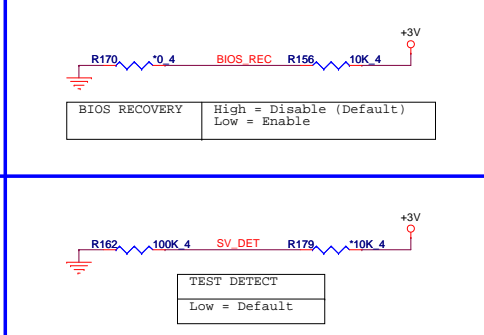 +3V
R170 *0_4 BIOS_REC R156 10K_4
BIOS RECOVERY High = Disable (Default)
Low = Enable
+3V
R162 100K_4 SV_DET R179 *10K_4
TEST DETECT
Low = Default